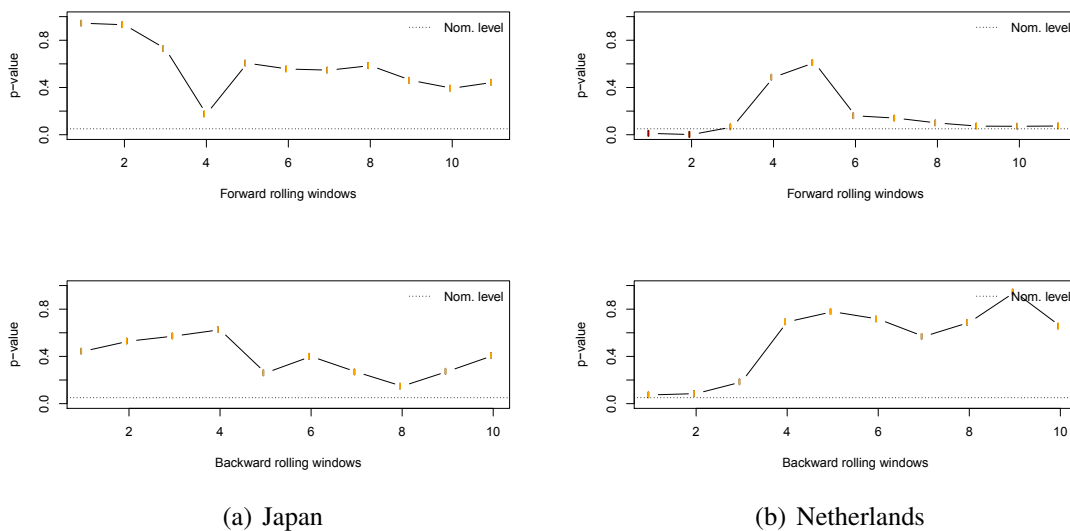 Nom. level
p−value
0.0 0.4 0.8
2 4 6 8 10
Forward rolling windows
Nom. level
p−value
0.0 0.4 0.8
2 4 6 8 10
Forward rolling windows
Nom. level
p−value
0.0 0.4 0.8
2 4 6 8 10
Backward rolling windows
Nom. level
p−value
0.0 0.4 0.8
2 4 6 8 10
Backward rolling windows
(a) Japan
(b) Netherlands